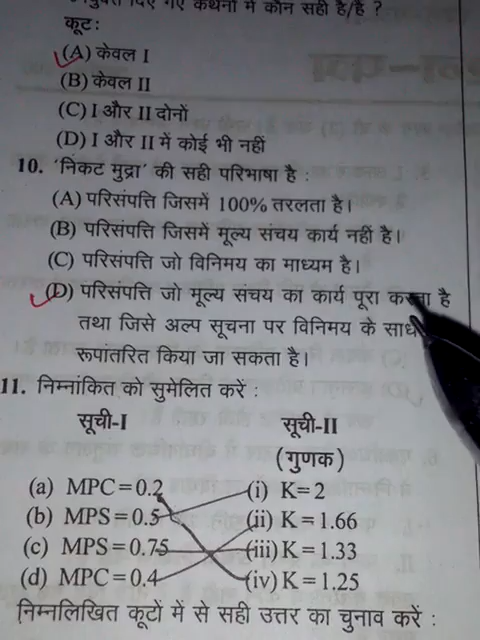 दिए गए कथनों में कौन सही है/हैं ?
कूट:
(A) केवल I
(B) केवल II
(C) I और II दोनों
(D) I और II में कोई भी नहीं
10. 'निकट मुद्रा' की सही परिभाषा है :
(A) परिसंपत्ति जिसमें 100% तरलता है।
(B) परिसंपत्ति जिसमें मूल्य संचय कार्य नहीं है।
(C) परिसंपत्ति जो विनिमय का माध्यम है।
(D) परिसंपत्ति जो मूल्य संचय का कार्य पूरा करता है
तथा जिसे अल्प सूचना पर विनिमय के
रूपांतरित किया जा सकता है।
11. निम्नांकित को सुमेलित करें :
सूची-I सूची-II
(गुणक)
(a) MPC = 0.2 (i) K = 2
(b) MPS = 0.5 (ii) K = 1.66
(c) MPS = 0.75 (iii) K = 1.33
(d) MPC = 0.4 (iv) K = 1.25
निम्नलिखित कूटों में से सही उत्तर का चुनाव करें :